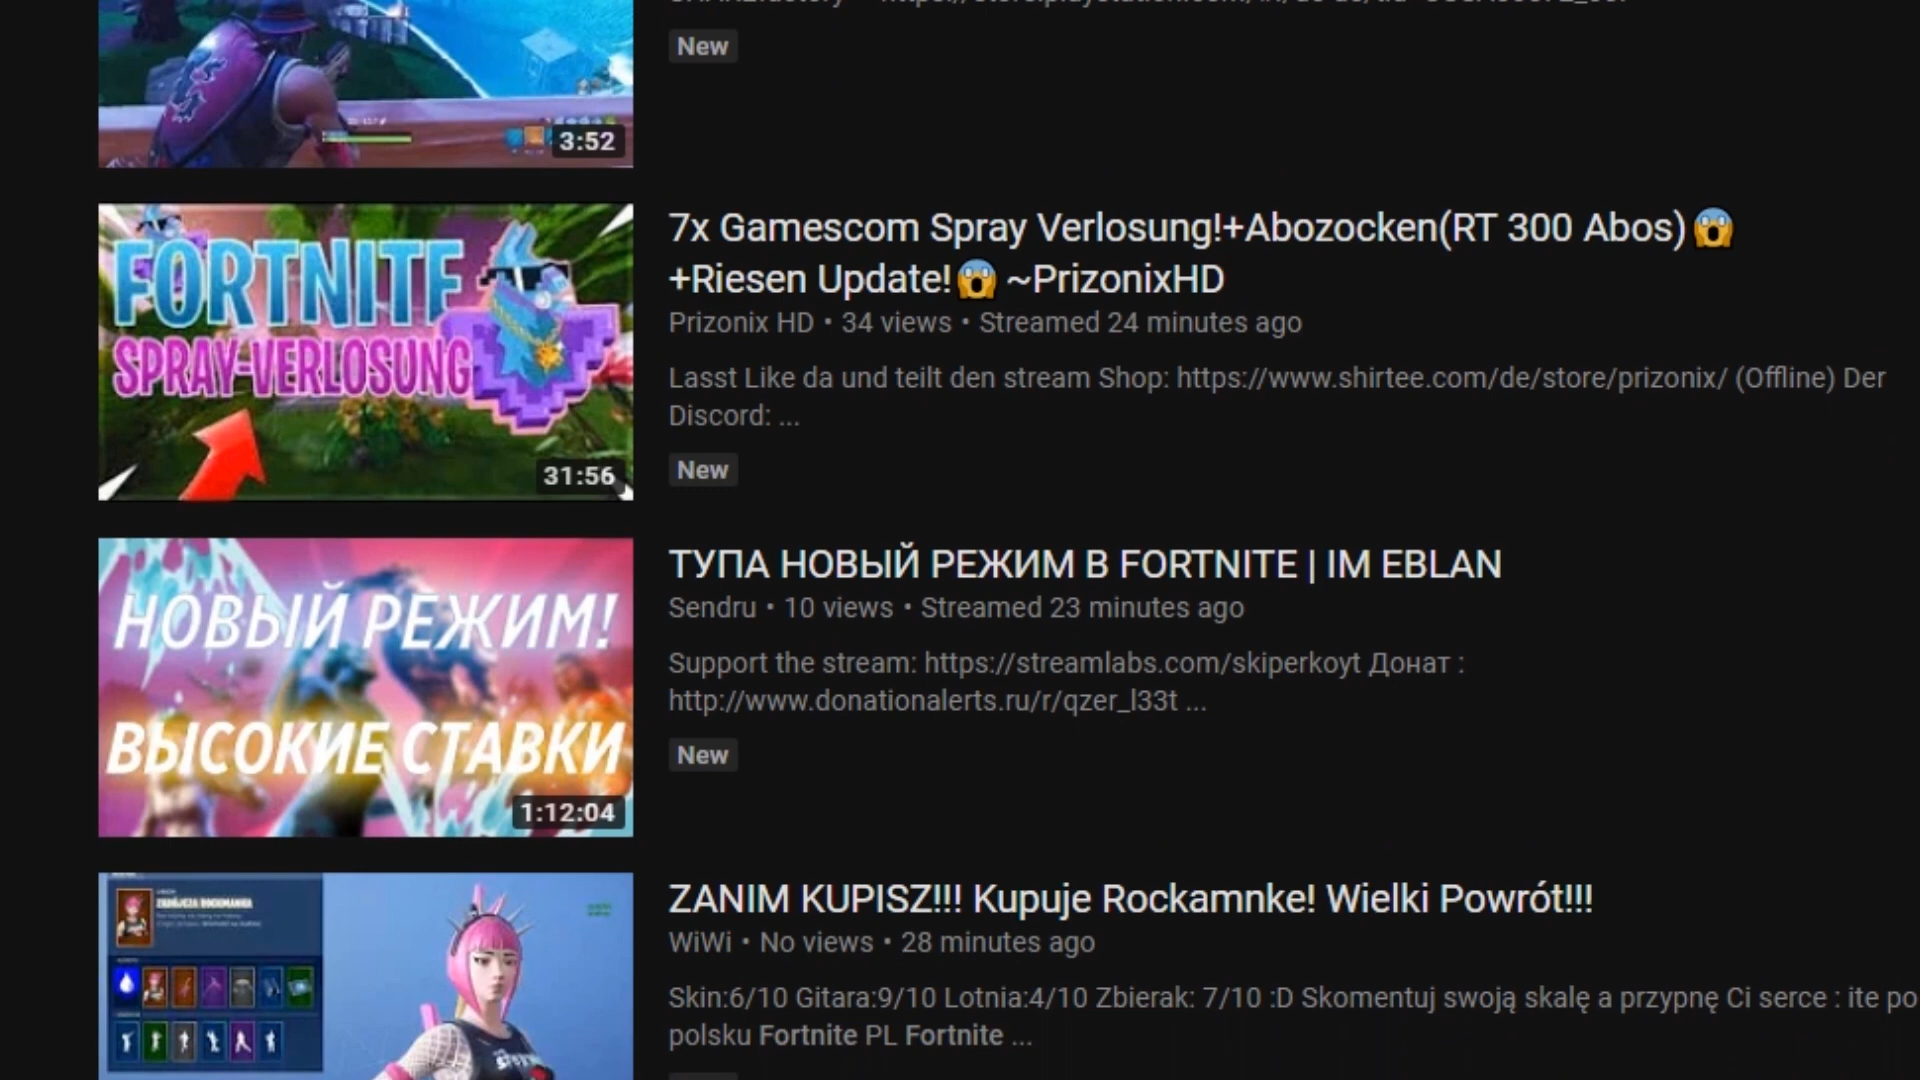 New
3:52
FORTNITE
SPRAY-VERLOSUNG
31:56
7x Gamescom Spray Verlosung!+Abozocken(RT 300 Abos)😱
+Riesen Update!😱 ~PrizonixHD
Prizonix HD • 34 views • Streamed 24 minutes ago
Lasst Like da und teilt den stream Shop: https://www.shirtee.com/de/store/prizonix/ (Offline) Der
Discord: ...
New
НОВЫЙ РЕЖИМ!
ВЫСОКИЕ СТАВКИ
1:12:04
ТУПА НОВЫЙ РЕЖИМ В FORTNITE | IM EBLAN
Sendru • 10 views • Streamed 23 minutes ago
Support the stream: https://streamlabs.com/skiperkoyt Донат :
http://www.donationalerts.ru/r/qzer_l33t ...
New
ZANIM KUPISZ!!! Kupuje Rockamnke! Wielki Powrót!!!
WiWi • No views • 28 minutes ago
Skin:6/10 Gitara:9/10 Lotnia:4/10 Zbierak: 7/10 :D Skomentuj swoją skalę a przypnę Ci serce : ite po
polsku Fortnite PL Fortnite ...